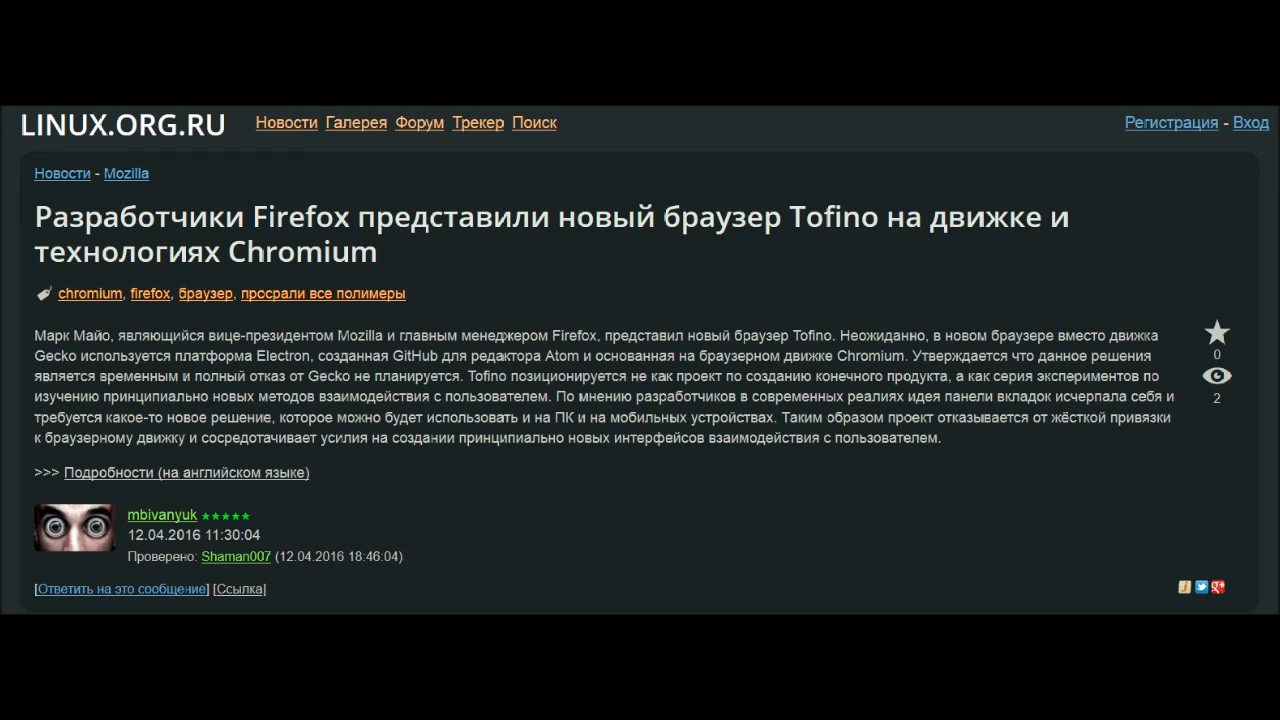 LINUX.ORG.RU Новости Галерея Форум Трекер Поиск Регистрация - Вход
Новости - Mozilla
Разработчики Firefox представили новый браузер Tofino на движке и
технологиях Chromium
chromium, firefox, браузер, просрали все полимеры
Марк Майо, являющийся вице-президентом Mozilla и главным менеджером Firefox, представил новый браузер Tofino. Неожиданно, в новом браузере вместо движка
Gecko используется платформа Electron, созданная GitHub для редактора Atom и основанная на браузерном движке Chromium. Утверждается что данное решения
является временным и полный отказ от Gecko не планируется. Tofino позиционируется не как проект по созданию конечного продукта, а как серия экспериментов по
изучению принципиально новых методов взаимодействия с пользователем. По мнению разработчиков в современных реалиях идея панели вкладок исчерпала себя и
требуется какое-то новое решение, которое можно будет использовать и на ПК и на мобильных устройствах. Таким образом проект отказывается от жёсткой привязки
к браузерному движку и сосредотачивает усилия на создании принципиально новых интерфейсов взаимодействия с пользователем.
0
2
>>> Подробности (на английском языке)
mbivanyuk ★★★★★
12.04.2016 11:30:04
Проверено: Shaman007 (12.04.2016 18:46:04)
[Ответить на это сообщение] [Ссылка]